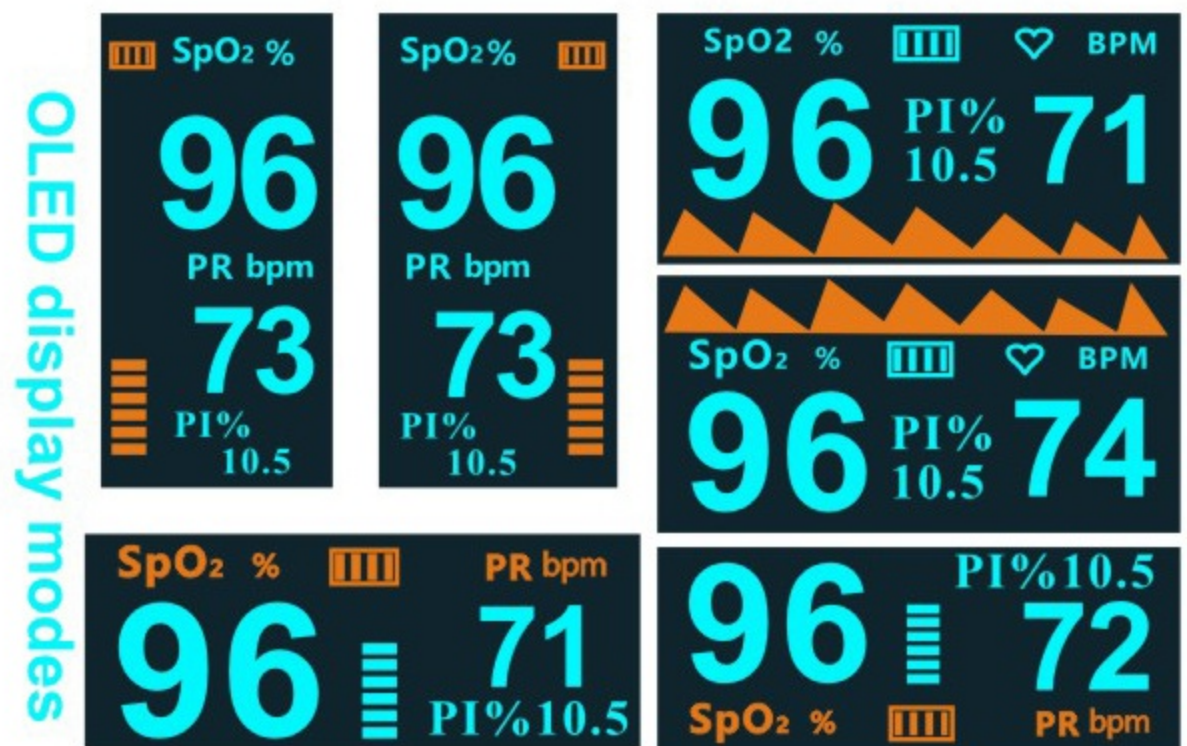 OLED display modes
SpO₂ %
96
PR bpm
73
PI%
10.5
SpO₂%
96
PR bpm
73
PI%
10.5
SpO2 % BPM
96 PI% 71
10.5
SpO₂ % BPM
96 PI% 74
10.5
SpO₂ % PR bpm
96 71
PI%10.5
PI%10.5
96 72
SpO₂ % PR bpm